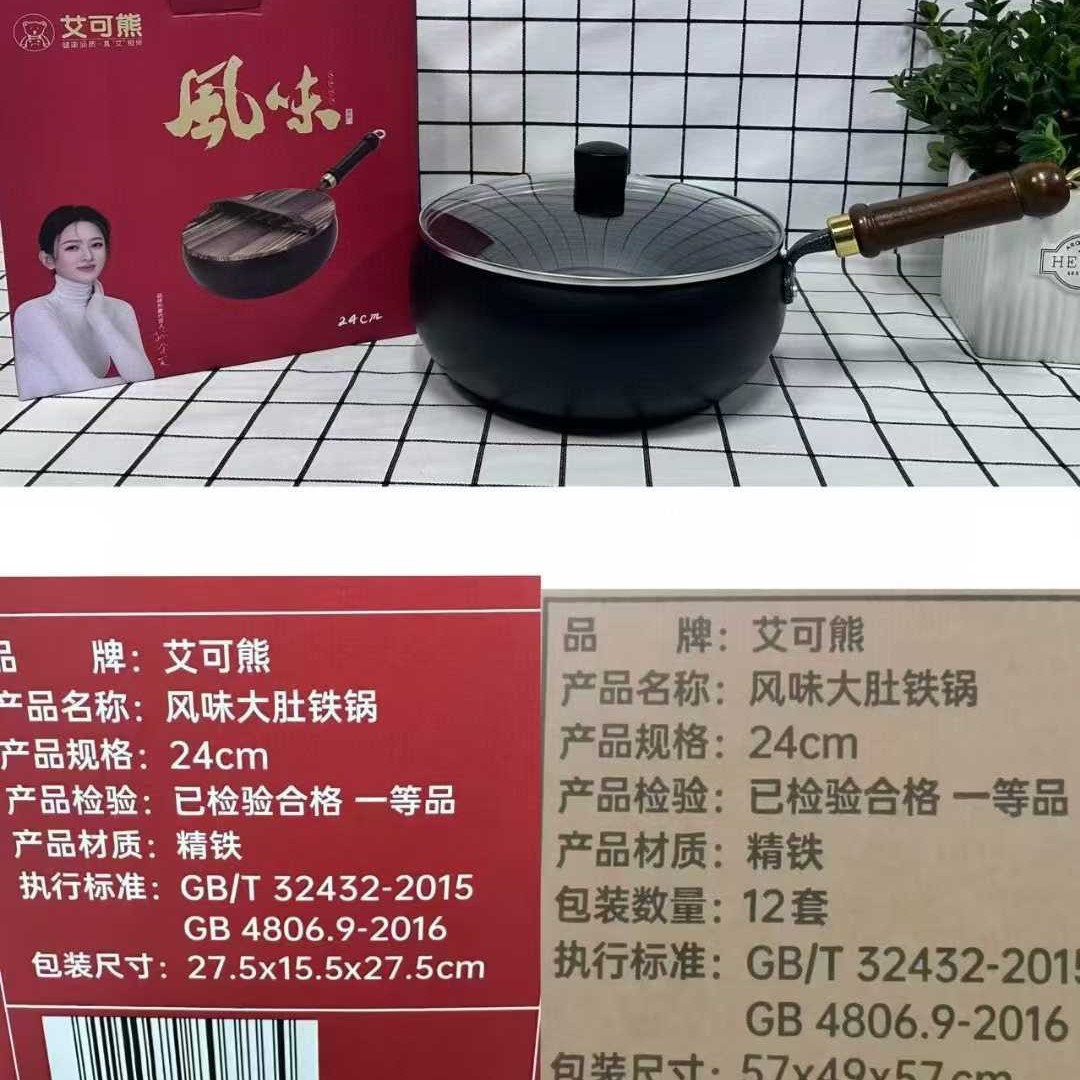 艾可熊
風味
24cm
品 牌：艾可熊
产品名称：风味大肚铁锅
产品规格：24cm
产品检验：已检验合格 一等品
产品材质：精铁
执行标准：GB/T 32432-2015
GB 4806.9-2016
包装尺寸：27.5x15.5x27.5cm
品 牌：艾可熊
产品名称：风味大肚铁锅
产品规格：24cm
产品检验：已检验合格 一等品
产品材质：精铁
包装数量：12套
执行标准：GB/T 32432-2015
GB 4806.9-2016
包装尺寸：57x49x57cm